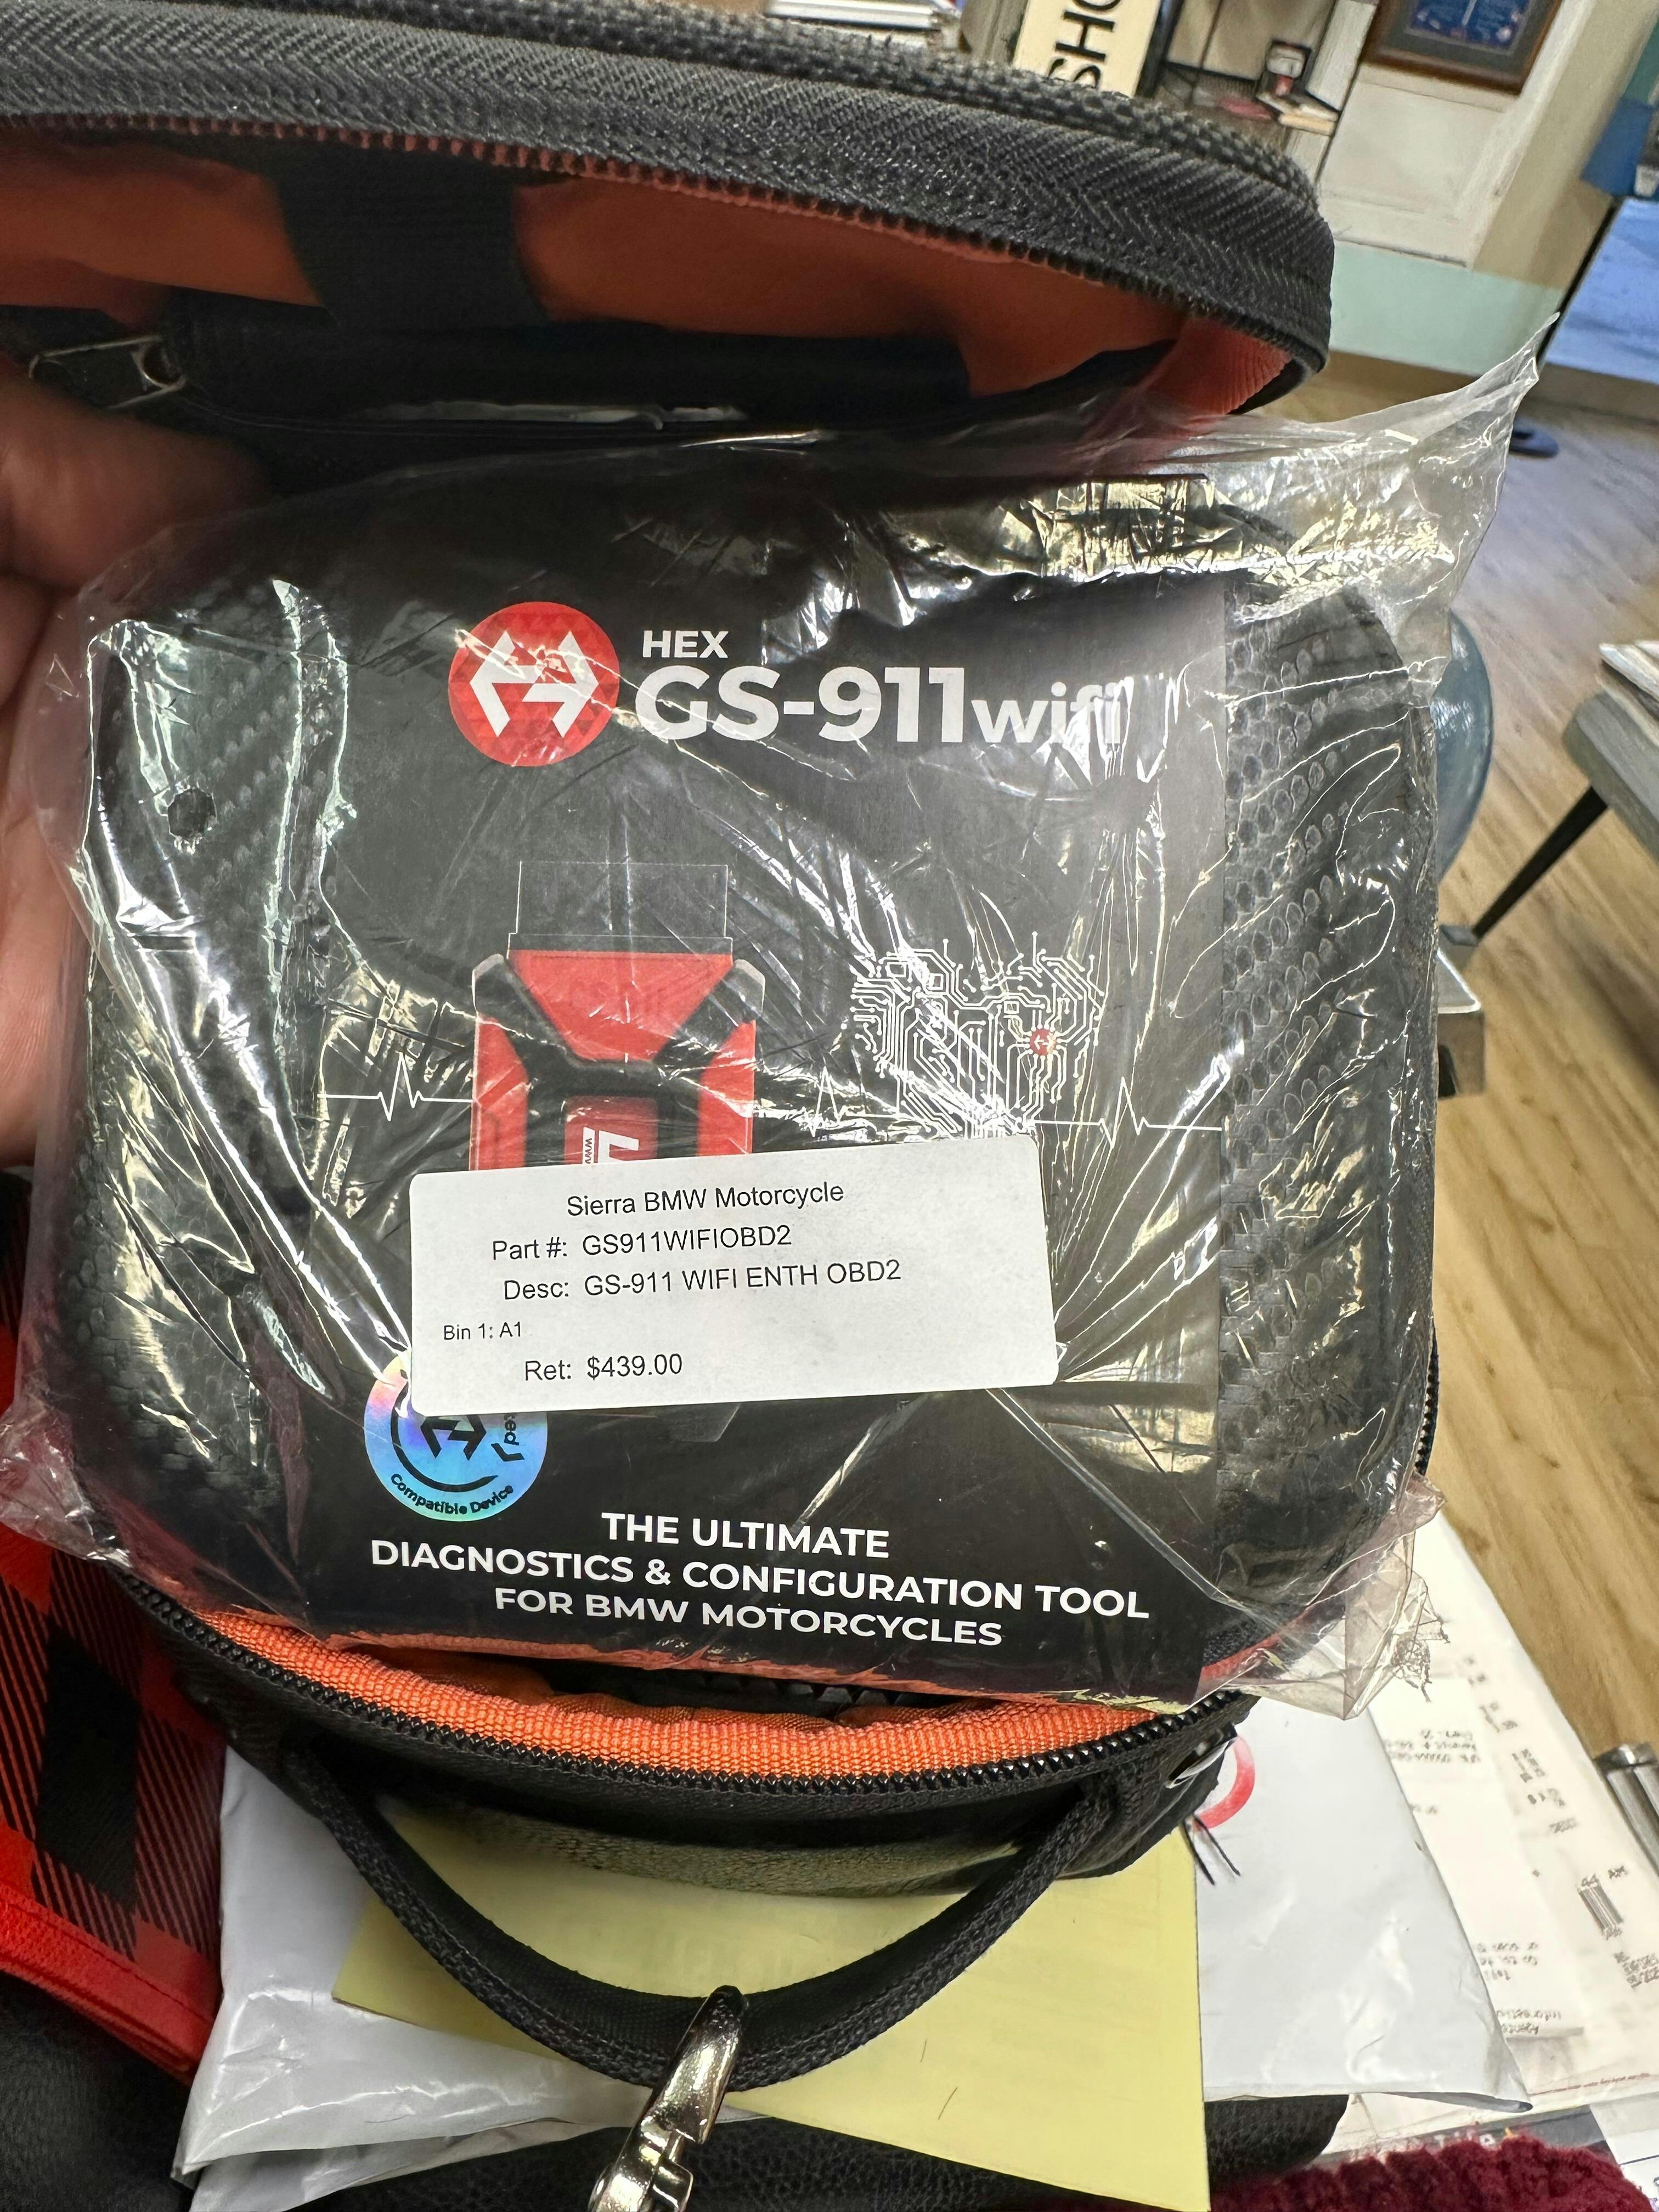 SHO
HEX
GS-911wifi
Sierra BMW Motorcycle
Part #: GS911WIFIOBD2
Desc: GS-911 WIFI ENTH OBD2
Bin 1: A1
Ret: $439.00
Compatible Device
THE ULTIMATE
DIAGNOSTICS & CONFIGURATION TOOL
FOR BMW MOTORCYCLES